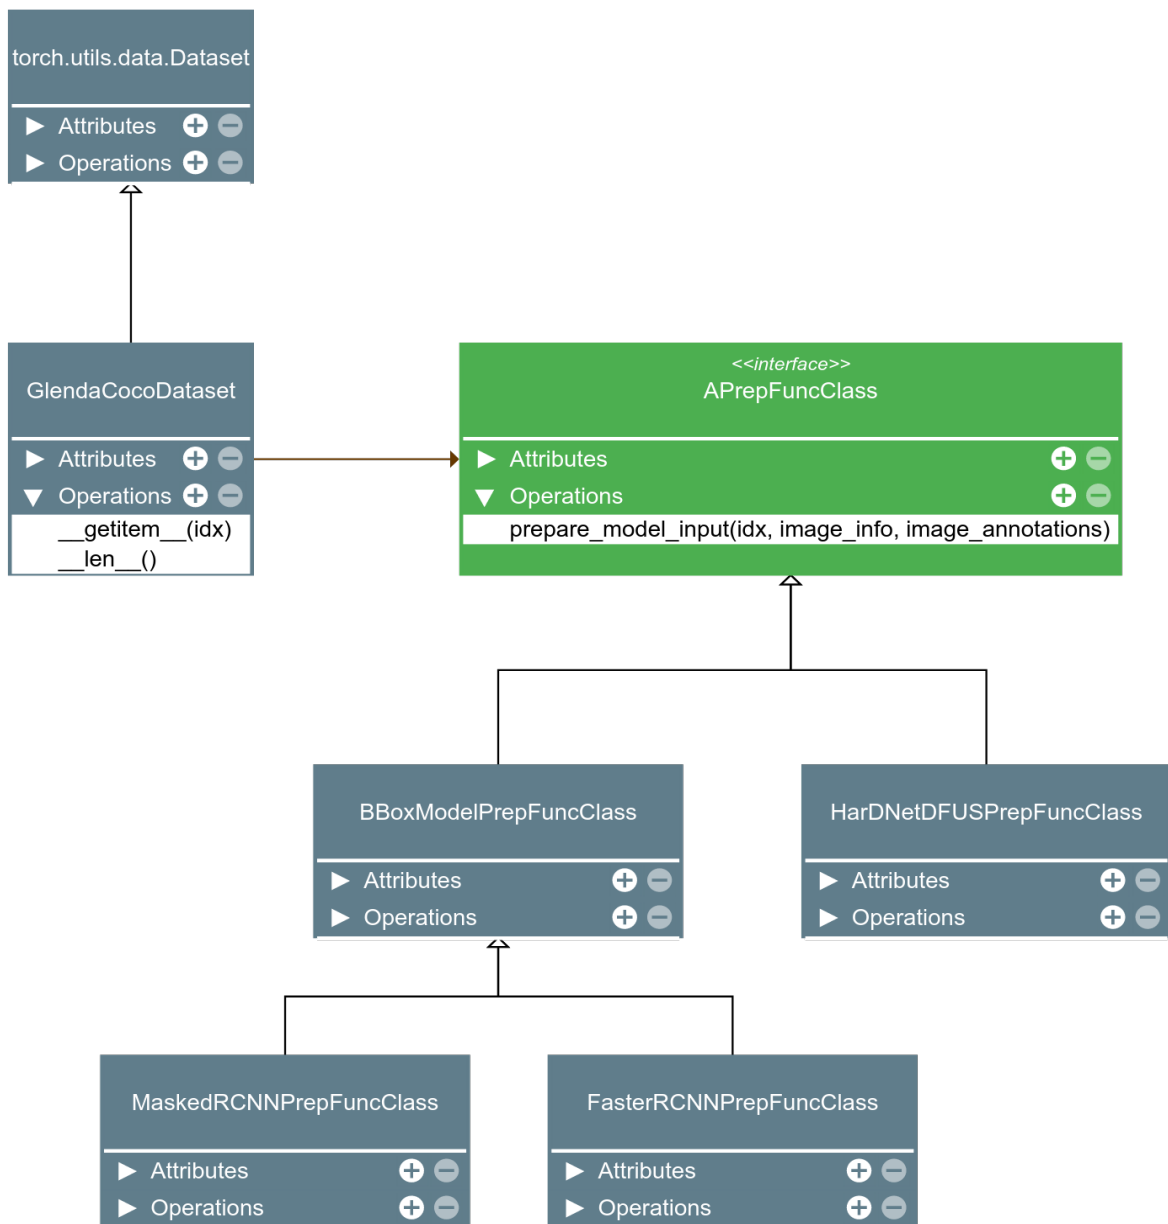 torch.utils.data.Dataset
Attributes
Operations
GlendaCocoDataset
Attributes
Operations
__getitem__(idx)
__len__()
<<interface>>
APrepFuncClass
Attributes
Operations
prepare_model_input(idx, image_info, image_annotations)
BBoxModelPrepFuncClass
Attributes
Operations
HarDNetDFUSPrepFuncClass
Attributes
Operations
MaskedRCNNPrepFuncClass
Attributes
Operations
FasterRCNNPrepFuncClass
Attributes
Operations